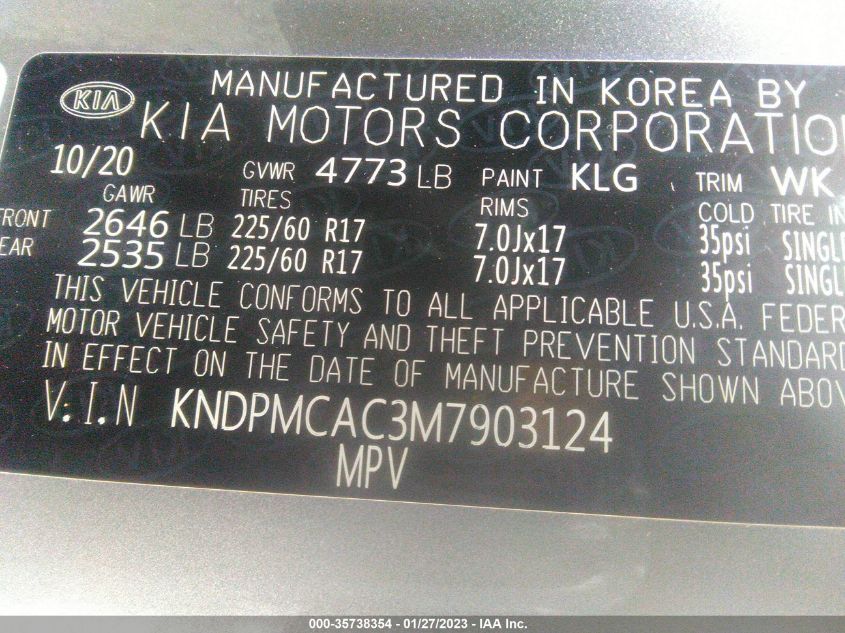 MANUFACTURED IN KOREA BY
KIA KIA MOTORS CORPORATION
10/20 GVWR 4773 LB PAINT KLG TRIM WK
GAWR TIRES RIMS COLD TIRE IN
FRONT 2646 LB 225/60 R17 7.0Jx17 35psi SINGL
EAR 2535 LB 225/60 R17 7.0Jx17 35psi SINGL
THIS VEHICLE CONFORMS TO ALL APPLICABLE U.S.A. FEDER
MOTOR VEHICLE SAFETY AND THEFT PREVENTION STANDARD
IN EFFECT ON THE DATE OF MANUFACTURE SHOWN ABOV
V.I.N KNDPMCAC3M7903124
MPV
000-35738354 - 01/27/2023 - IAA Inc.